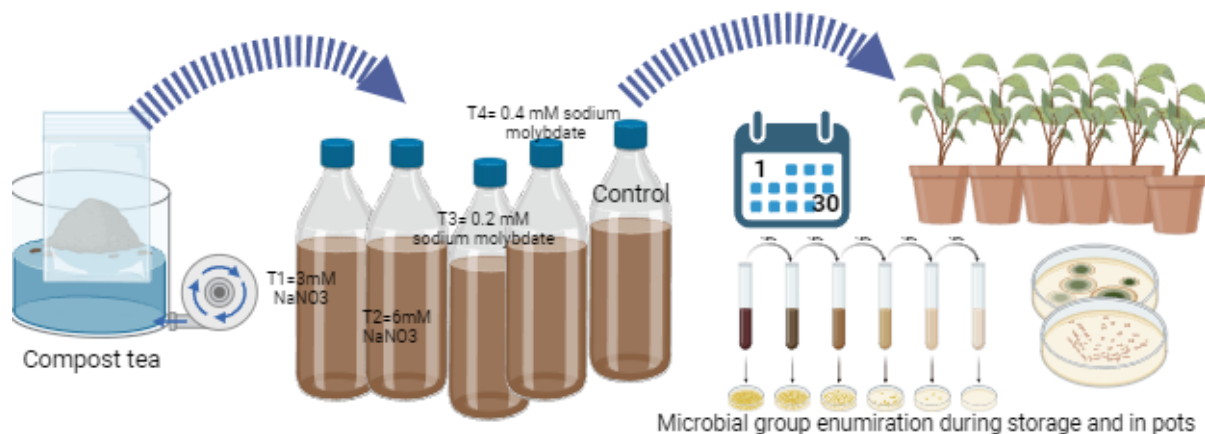 Compost tea
T1=3mM
NaNO3
T2=6mM
NaNO3
T3= 0.2 mM
sodium molybdate
T4= 0.4 mM sodium
molybdate
Control
1
30
Microbial group enumiration during storage and in pots